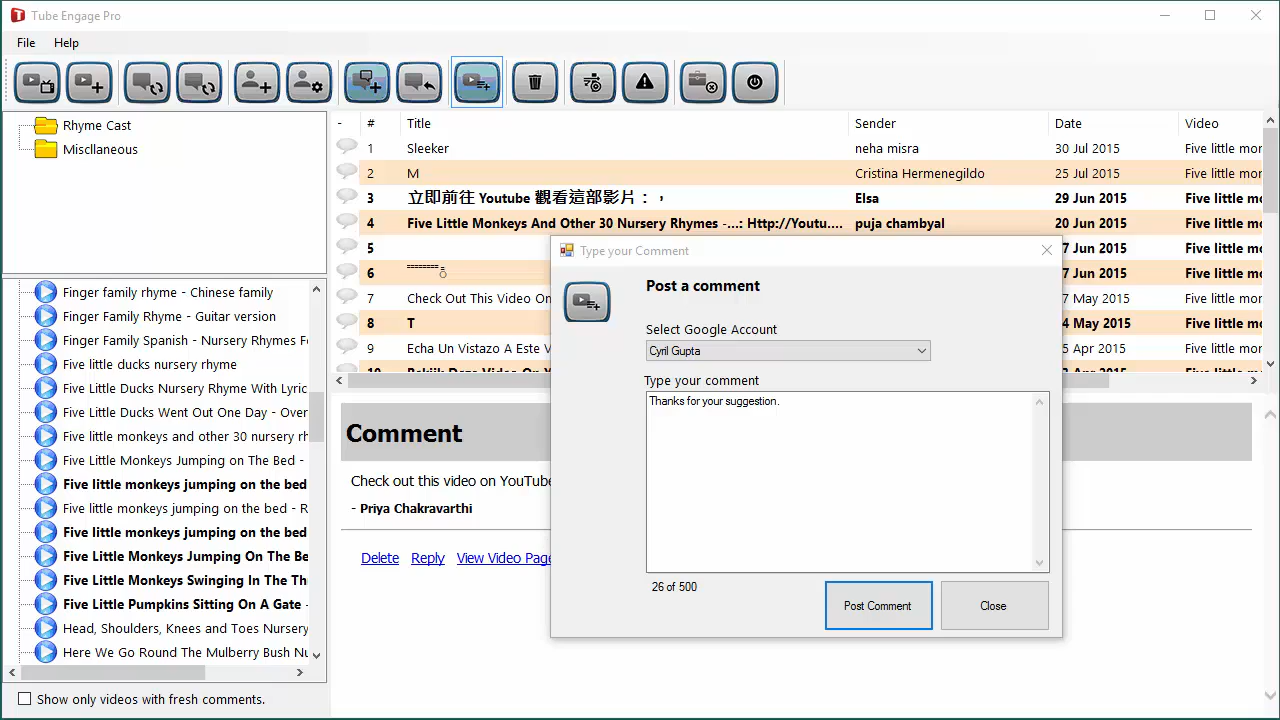 Tube Engage Pro
File Help
Rhyme Cast
Miscllaneous
- # Title Sender Date Video
1 Sleeker neha misra 30 Jul 2015 Five little mor
2 M Cristina Hermenegildo 25 Jul 2015 Five little mor
3 立即前往 Youtube 觀看這部影片：， Elsa 29 Jun 2015 Five little mo
4 Five Little Monkeys And Other 30 Nursery Rhymes -...: Http://Youtu.... puja chambyal 20 Jun 2015 Five little mo
5 7 Jun 2015 Five little mo
6 7 Jun 2015 Five little mo
7 Check Out This Video On 7 May 2015 Five little mor
8 T 4 May 2015 Five little mo
9 Echa Un Vistazo A Este V 5 Apr 2015 Five little mor
Finger family rhyme - Chinese family
Finger Family Rhyme - Guitar version
Finger Family Spanish - Nursery Rhymes Fo
Five little ducks nursery rhyme
Five Little Ducks Nursery Rhyme With Lyric
Five Little Ducks Went Out One Day - Over
Five little monkeys and other 30 nursery rh
Five Little Monkeys Jumping on The Bed -
Five little monkeys jumping on the bed
Five little monkeys jumping on the bed - R
Five little monkeys jumping on the bed
Five Little Monkeys Jumping On The Be
Five Little Monkeys Swinging In The Th
Five Little Pumpkins Sitting On A Gate -
Head, Shoulders, Knees and Toes Nursery
Here We Go Round The Mulberry Bush Nu
Show only videos with fresh comments.
Comment
Check out this video on YouTube
- Priya Chakravarthi
Delete Reply View Video Page
Type your Comment
Post a comment
Select Google Account
Cyril Gupta
Type your comment
Thanks for your suggestion.
26 of 500
Post Comment Close